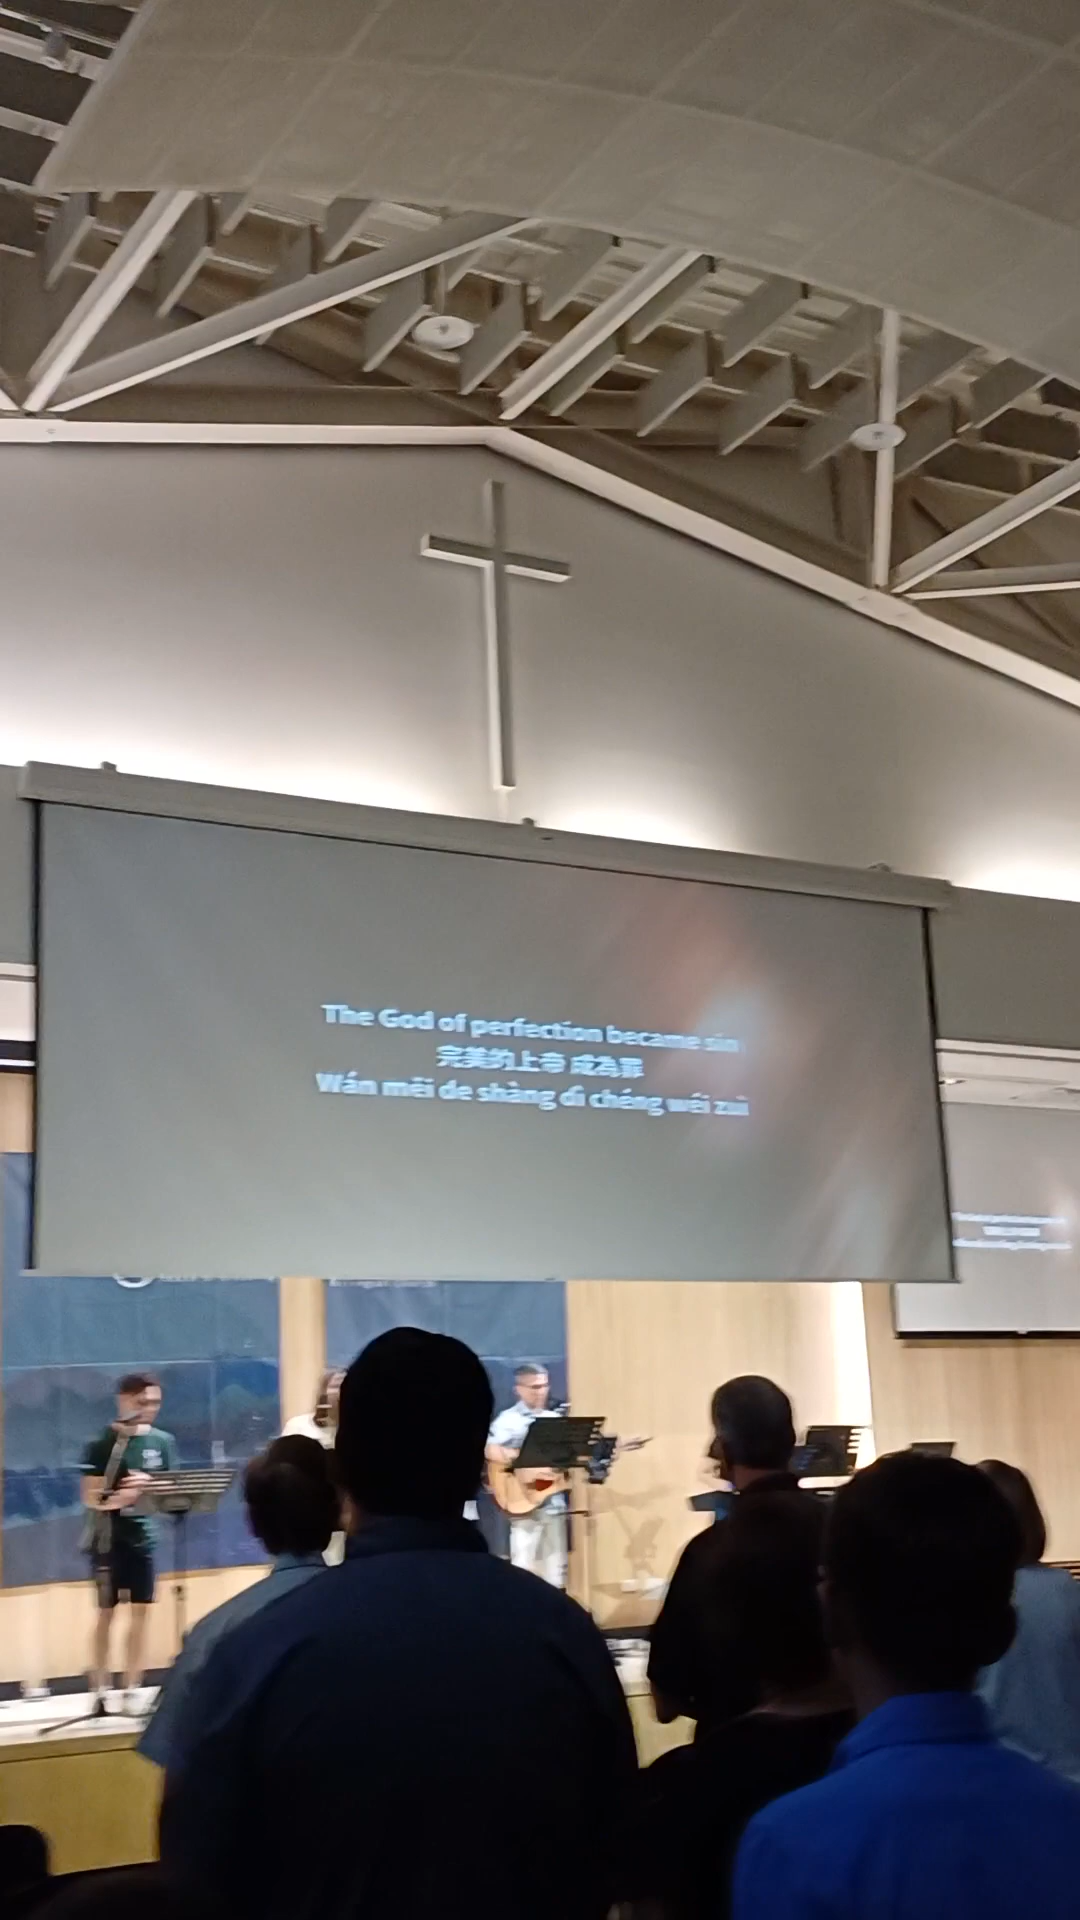 The God of perfection became sin
完美的上帝 成為罪
Wán měi de shàng dì chéng wéi zuì